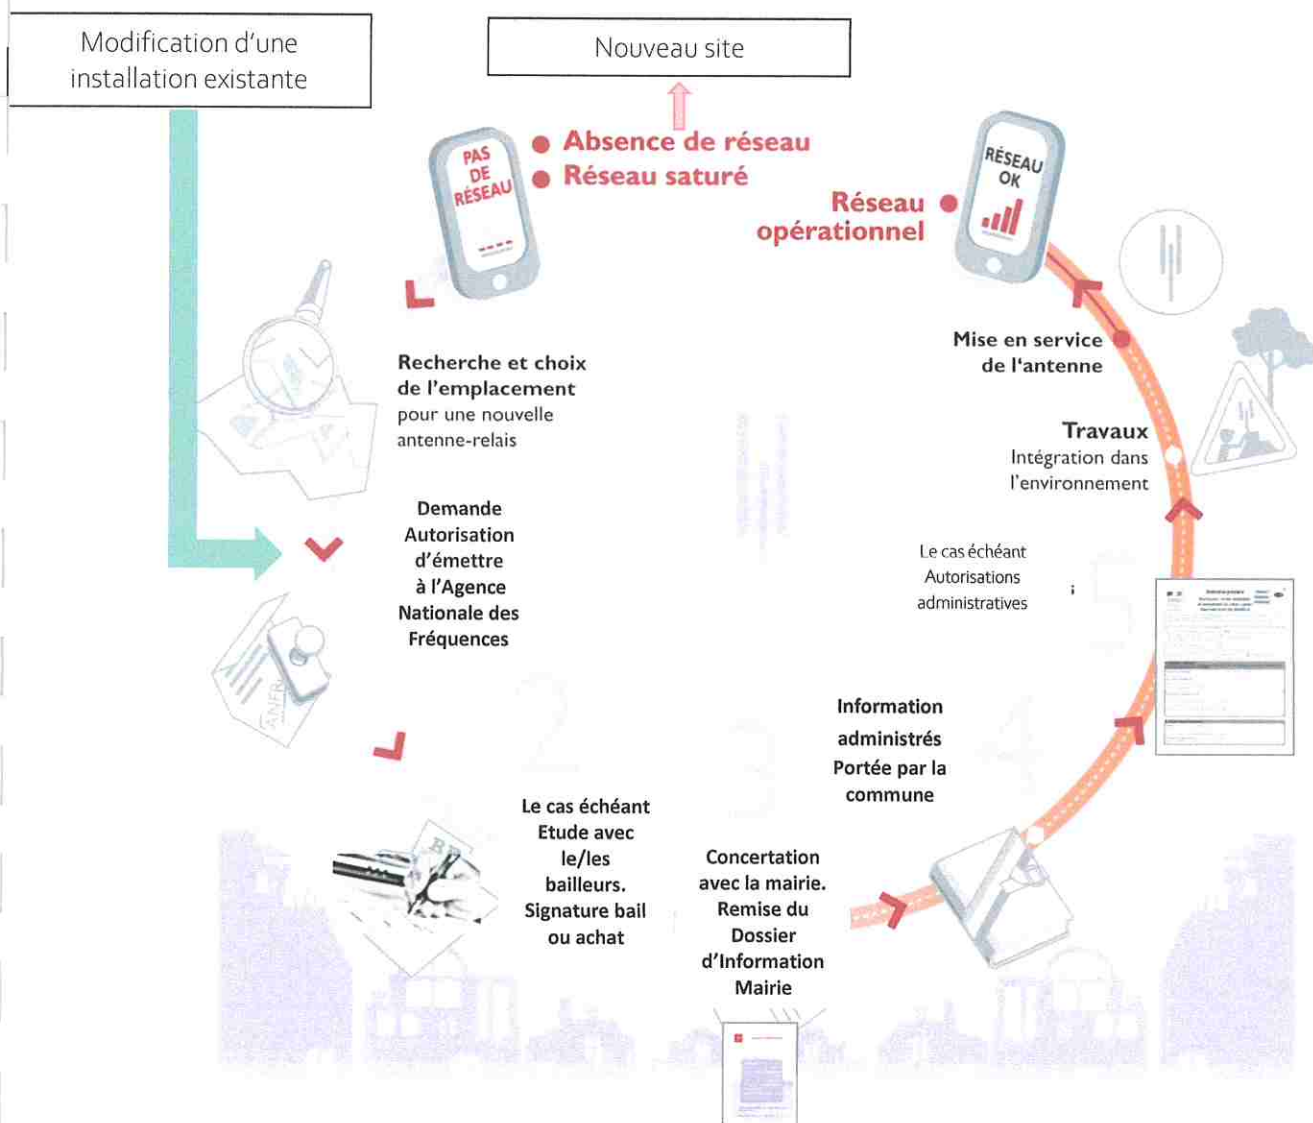 Modification d'une
installation existante
Nouveau site
PAS
DE
RÉSEAU
Absence de réseau
Réseau saturé
RÉSEAU
OK
Réseau
opérationnel
Recherche et choix
de l'emplacement
pour une nouvelle
antenne-relais
Demande
Autorisation
d'émettre
à l'Agence
Nationale des
Fréquences
ANFR
Le cas échéant
Etude avec
le/les
bailleurs.
Signature bail
ou achat
Concertation
avec la mairie.
Remise du
Dossier
d'Information
Mairie
Information
administrés
Portée par la
commune
Le cas échéant
Autorisations
administratives
Travaux
Intégration dans
l'environnement
Mise en service
de l'antenne
2
3
4
5